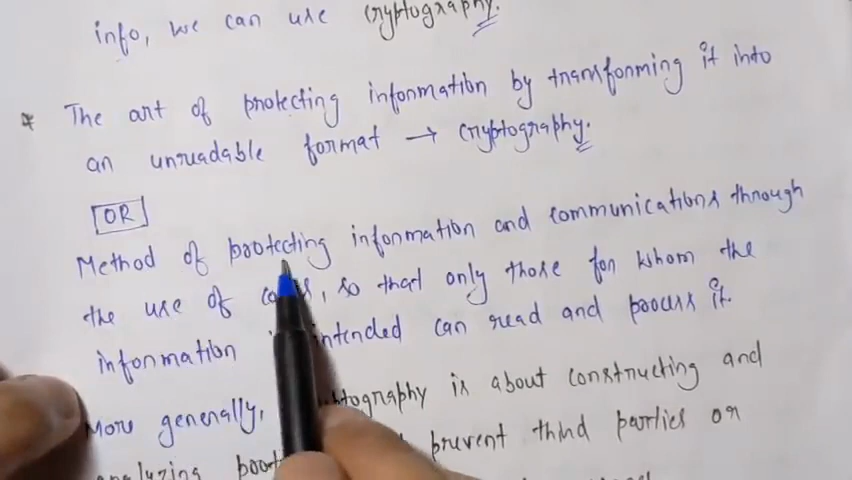 info, we can use cryptography.
* The art of protecting information by transforming it into
an unreadable format → cryptography.
OR
Method of protecting information and communications through
the use of, so that only those for whom the
information intended can read and process it.
More generally, is about constructing and
analyzing prevent third parties or